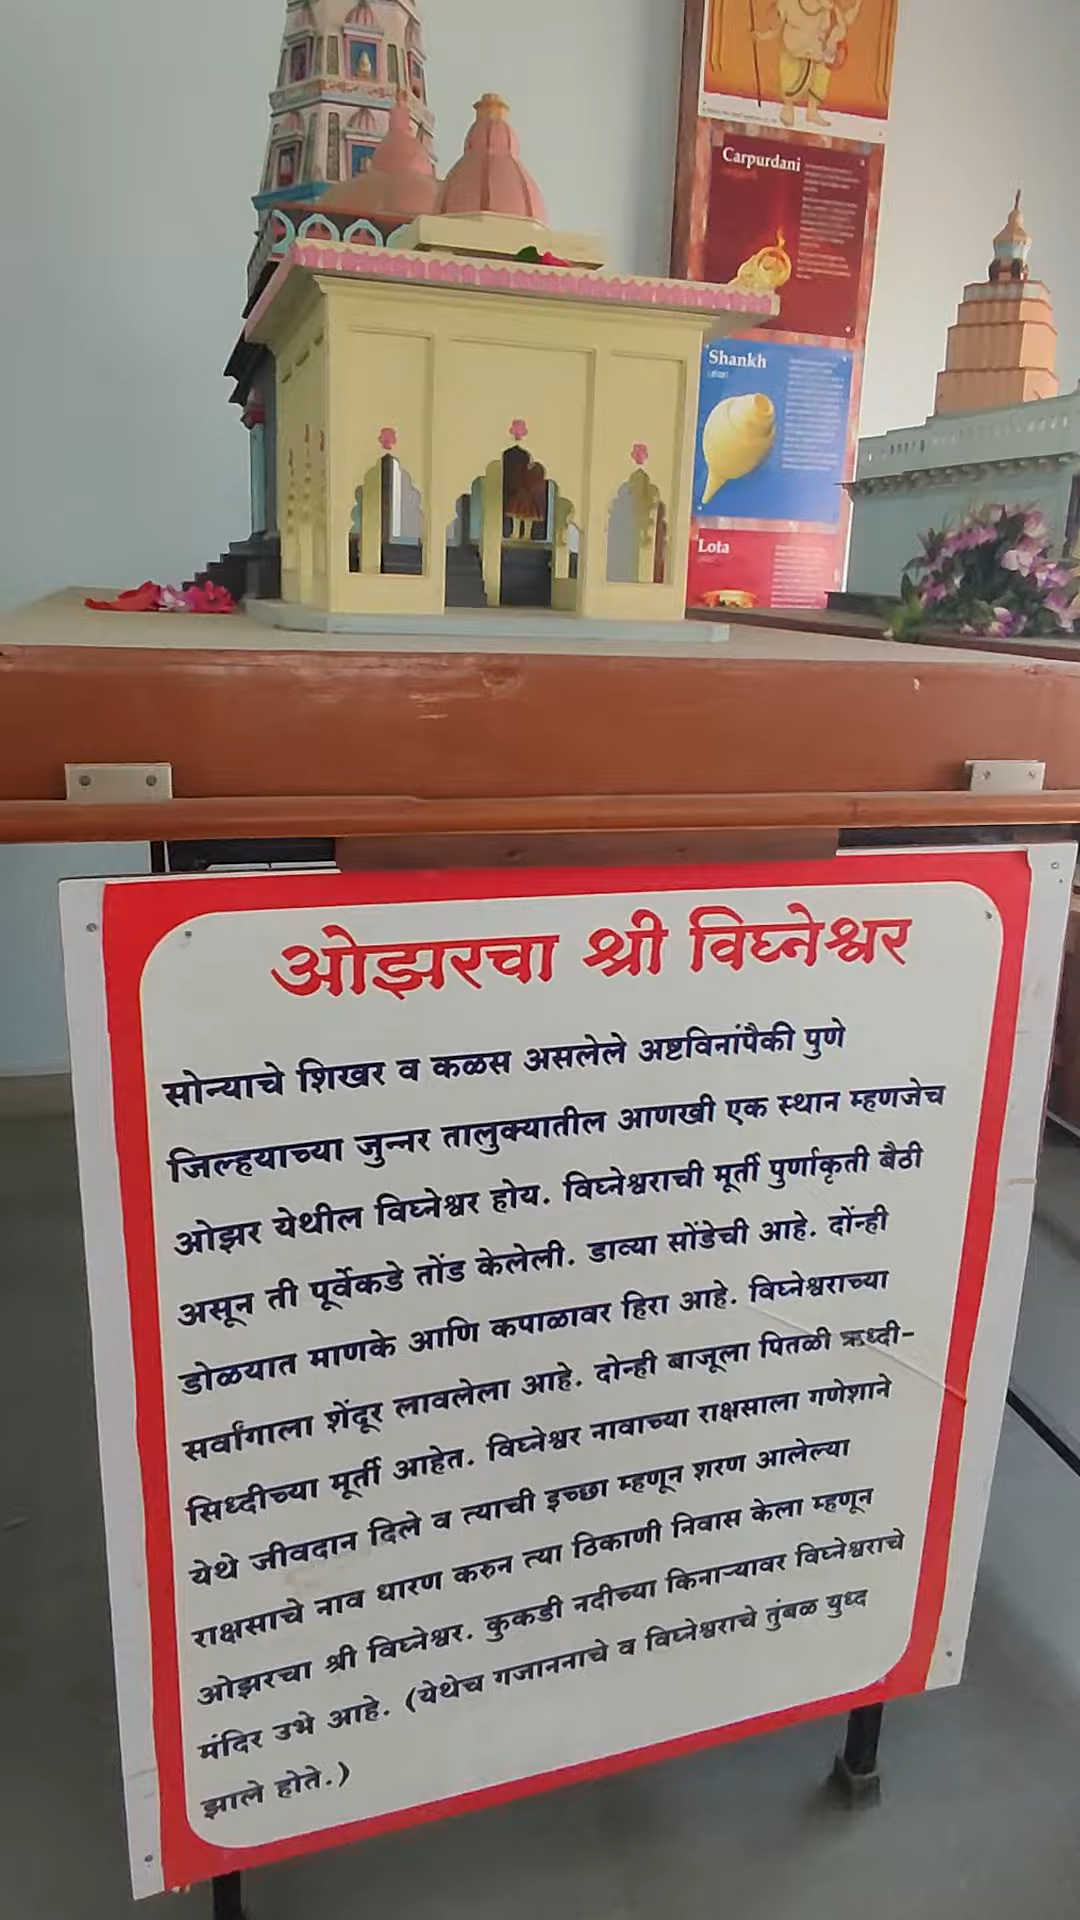 Carpurdani
Shankh
Lota
ओझरचा श्री विघ्नेश्वर
सोन्याचे शिखर व कळस असलेले अष्टविनांपैकी पुणे
जिल्हयाच्या जुन्नर तालुक्यातील आणखी एक स्थान म्हणजेच
ओझर येथील विघ्नेश्वर होय. विघ्नेश्वराची मूर्ती पुर्णाकृती बैठी
असून ती पूर्वेकडे तोंड केलेली. डाव्या सोंडेची आहे. दोंन्ही
डोळयात माणके आणि कपाळावर हिरा आहे. विघ्नेश्वराच्या
सर्वांगाला शेंदूर लावलेला आहे. दोन्ही बाजूला पितळी ऋध्दी-
सिध्दीच्या मूर्ती आहेत. विघ्नेश्वर नावाच्या राक्षसाला गणेशाने
येथे जीवदान दिले व त्याची इच्छा म्हणून शरण आलेल्या
राक्षसाचे नाव धारण करुन त्या ठिकाणी निवास केला म्हणून
ओझरचा श्री विघ्नेश्वर. कुकडी नदीच्या किनाऱ्यावर विघ्नेश्वराचे
मंदिर उभे आहे. (येथेच गजाननाचे व विघ्नेश्वराचे तुंबळ युध्द
झाले होते.)